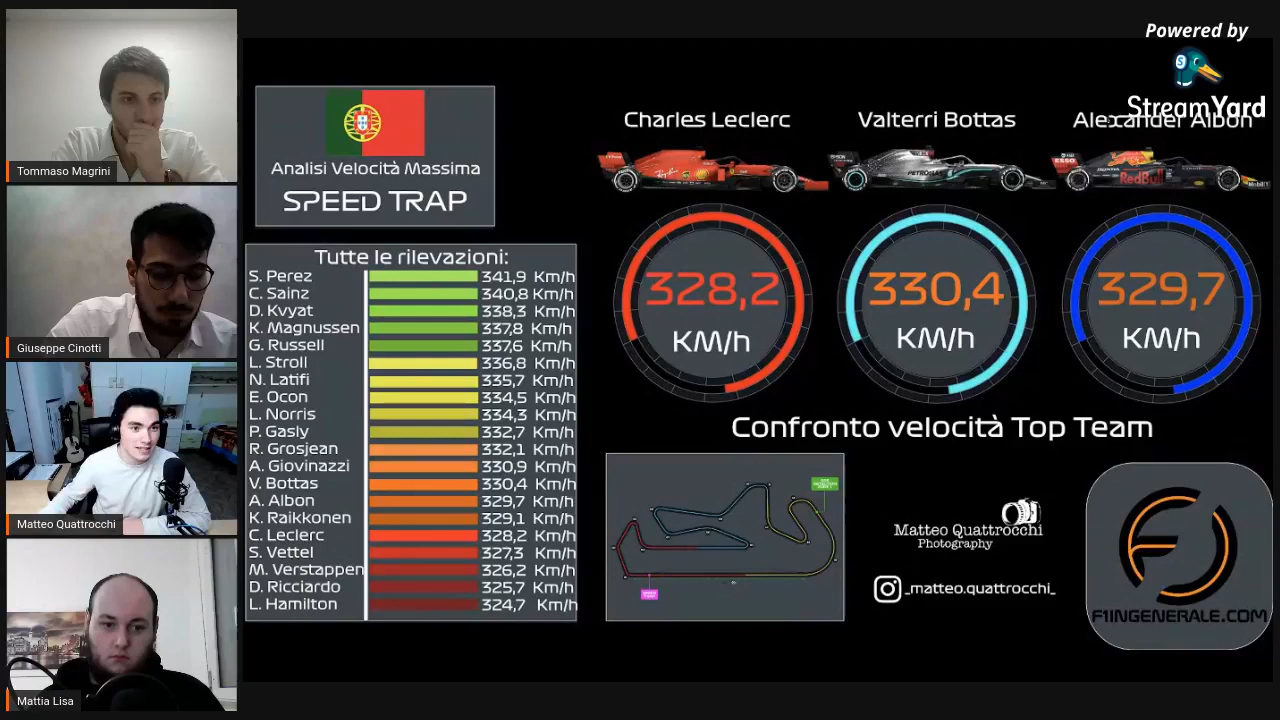 Tommaso Magrini
Giuseppe Cinotti
Matteo Quattrocchi
Mattia Lisa
Analisi Velocità Massima
SPEED TRAP
Tutte le rilevazioni:
S. Perez 341,9 Km/h
C. Sainz 340,8 Km/h
D. Kvyat 338,3 Km/h
K. Magnussen 337,8 Km/h
G. Russell 337,6 Km/h
L. Stroll 336,8 Km/h
N. Latifi 335,7 Km/h
E. Ocon 334,5 Km/h
L. Norris 334,3 Km/h
P. Gasly 332,7 Km/h
R. Grosjean 332,1 Km/h
A. Giovinazzi 330,9 Km/h
V. Bottas 330,4 Km/h
A. Albon 329,7 Km/h
K. Raikkonen 329,1 Km/h
C. Leclerc 328,2 Km/h
S. Vettel 327,3 Km/h
M. Verstappen 326,2 Km/h
D. Ricciardo 325,7 Km/h
L. Hamilton 324,7 Km/h
Powered by
StreamYard
Charles Leclerc
Valterri Bottas
Alexander Albon
PETRONAS
ESSO
RedBull
Mobil 1
328,2
KM/h
330,4
KM/h
329,7
KM/h
Confronto velocità Top Team
Matteo Quattrocchi
Photography
_matteo.quattrocchi_
F1INGENERALE.COM